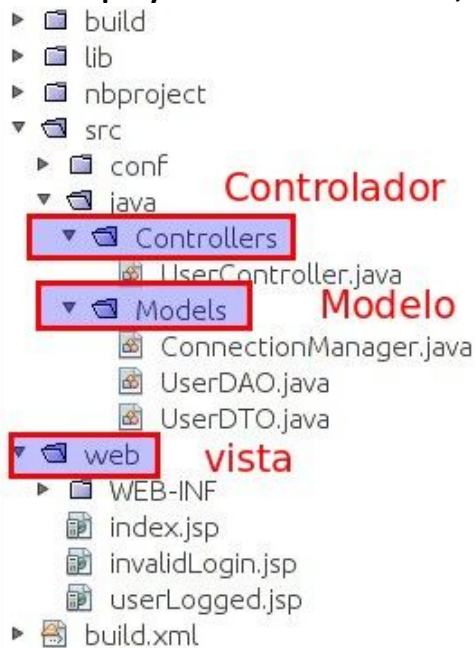 build
lib
nbproject
src
conf
java
Controlador
Controllers
UserController.java
Models
Modelo
ConnectionManager.java
UserDAO.java
UserDTO.java
web
vista
WEB-INF
index.jsp
invalidLogin.jsp
userLogged.jsp
build.xml